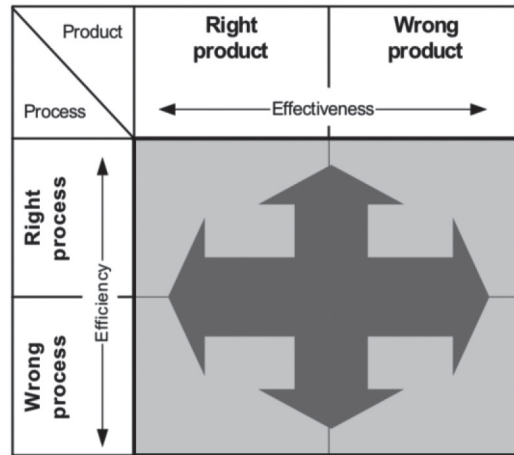 Product
Process
Right
product
Wrong
product
Effectiveness
Right
process
Wrong
process
Efficiency